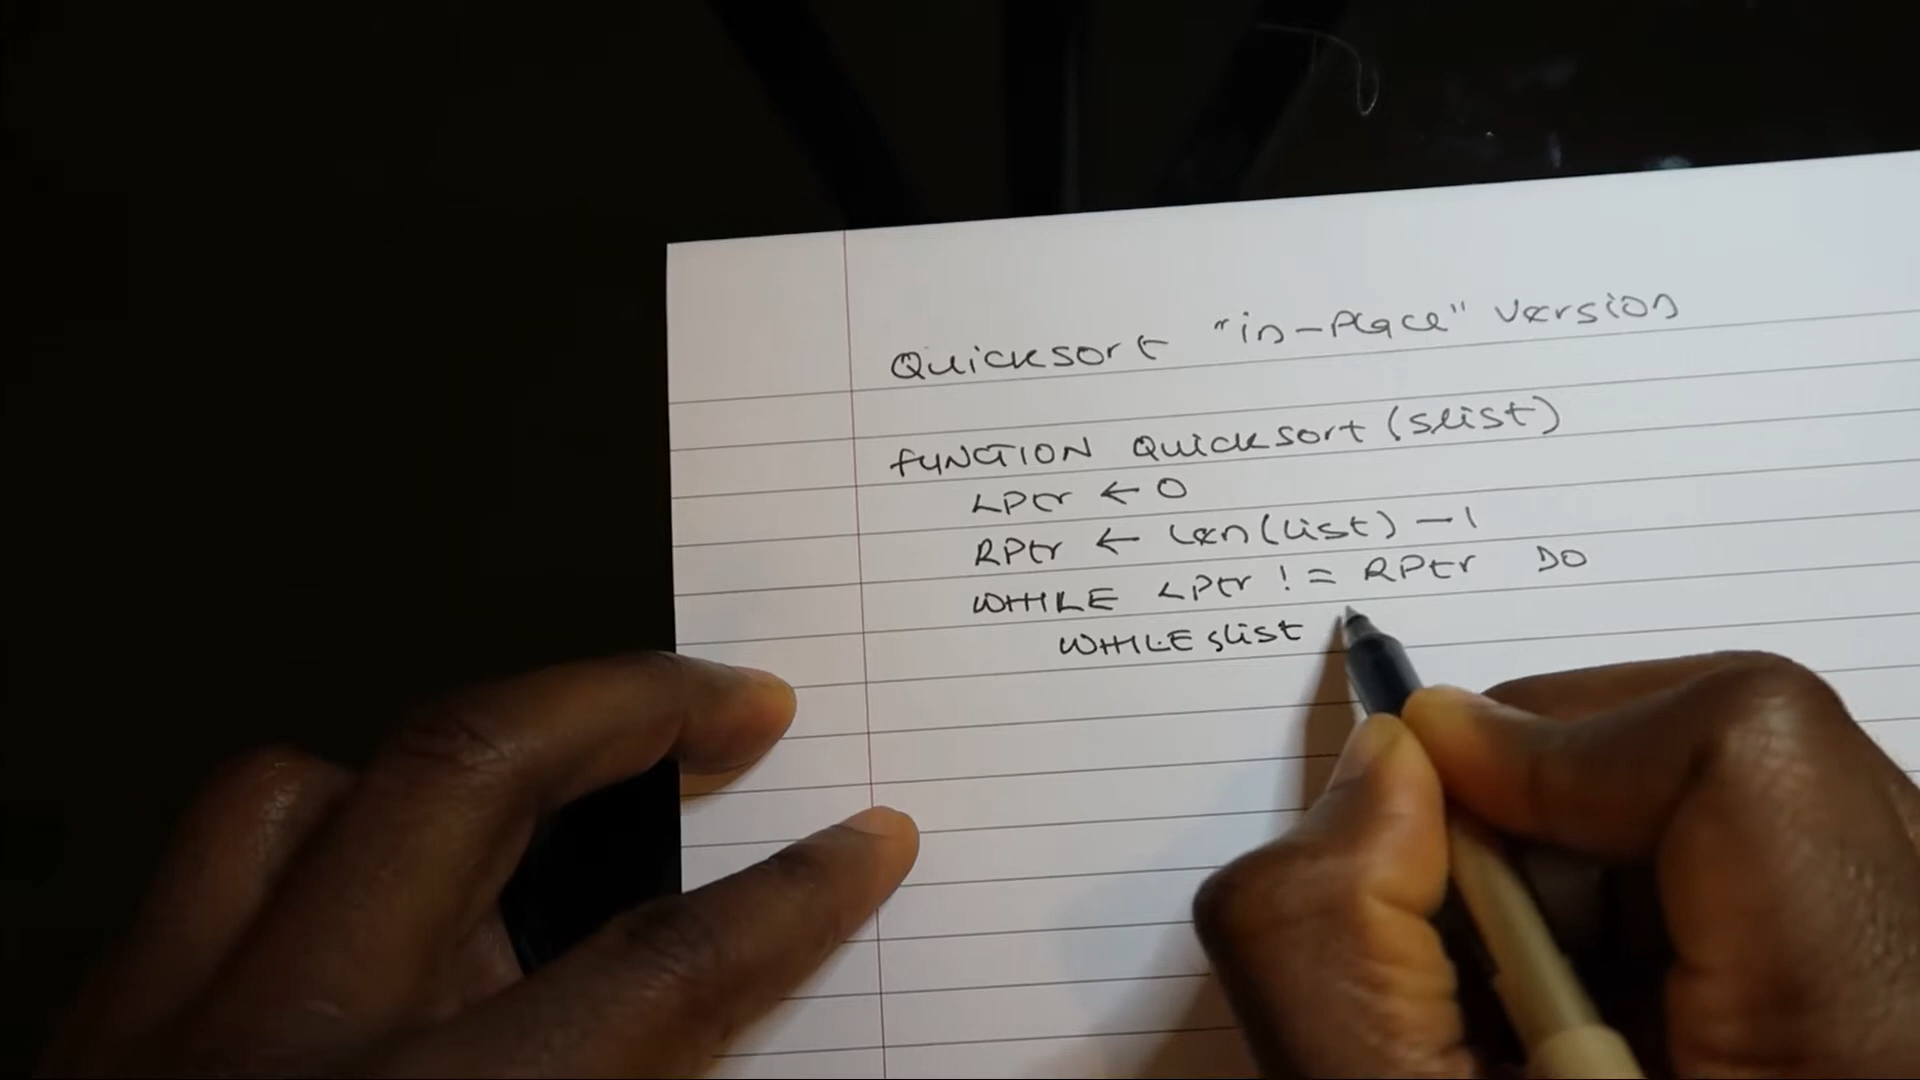 Quicksort "in-place" version
FUNCTION Quicksort (slist)
LPtr ← 0
RPtr ← len(list) - 1
WHILE LPtr != RPtr DO
WHILE slist